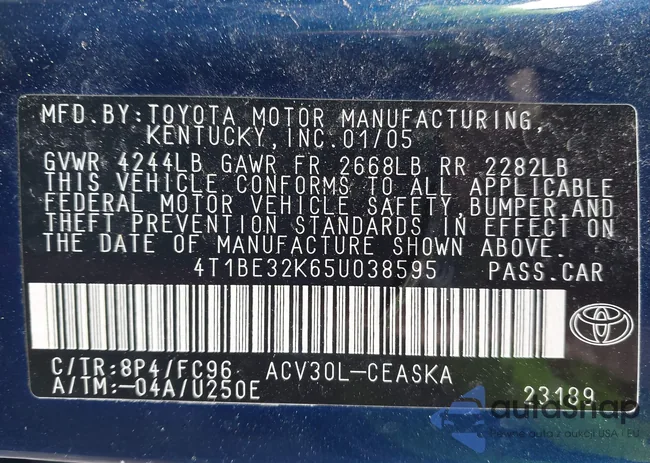 MFD.BY:TOYOTA MOTOR MANUFACTURING,
KENTUCKY,INC.01/05
GVWR 4244LB GAWR FR 2668LB RR 2282LB
THIS VEHICLE CONFORMS TO ALL APPLICABLE
FEDERAL MOTOR VEHICLE SAFETY,BUMPER,AND
THEFT PREVENTION STANDARDS IN EFFECT ON
THE DATE OF MANUFACTURE SHOWN ABOVE.
4T1BE32K65U038595 PASS.CAR
C/TR:8P4/FC96 ACV30L-CEASKA
A/TM:-04A/U250E 23189
autosnap